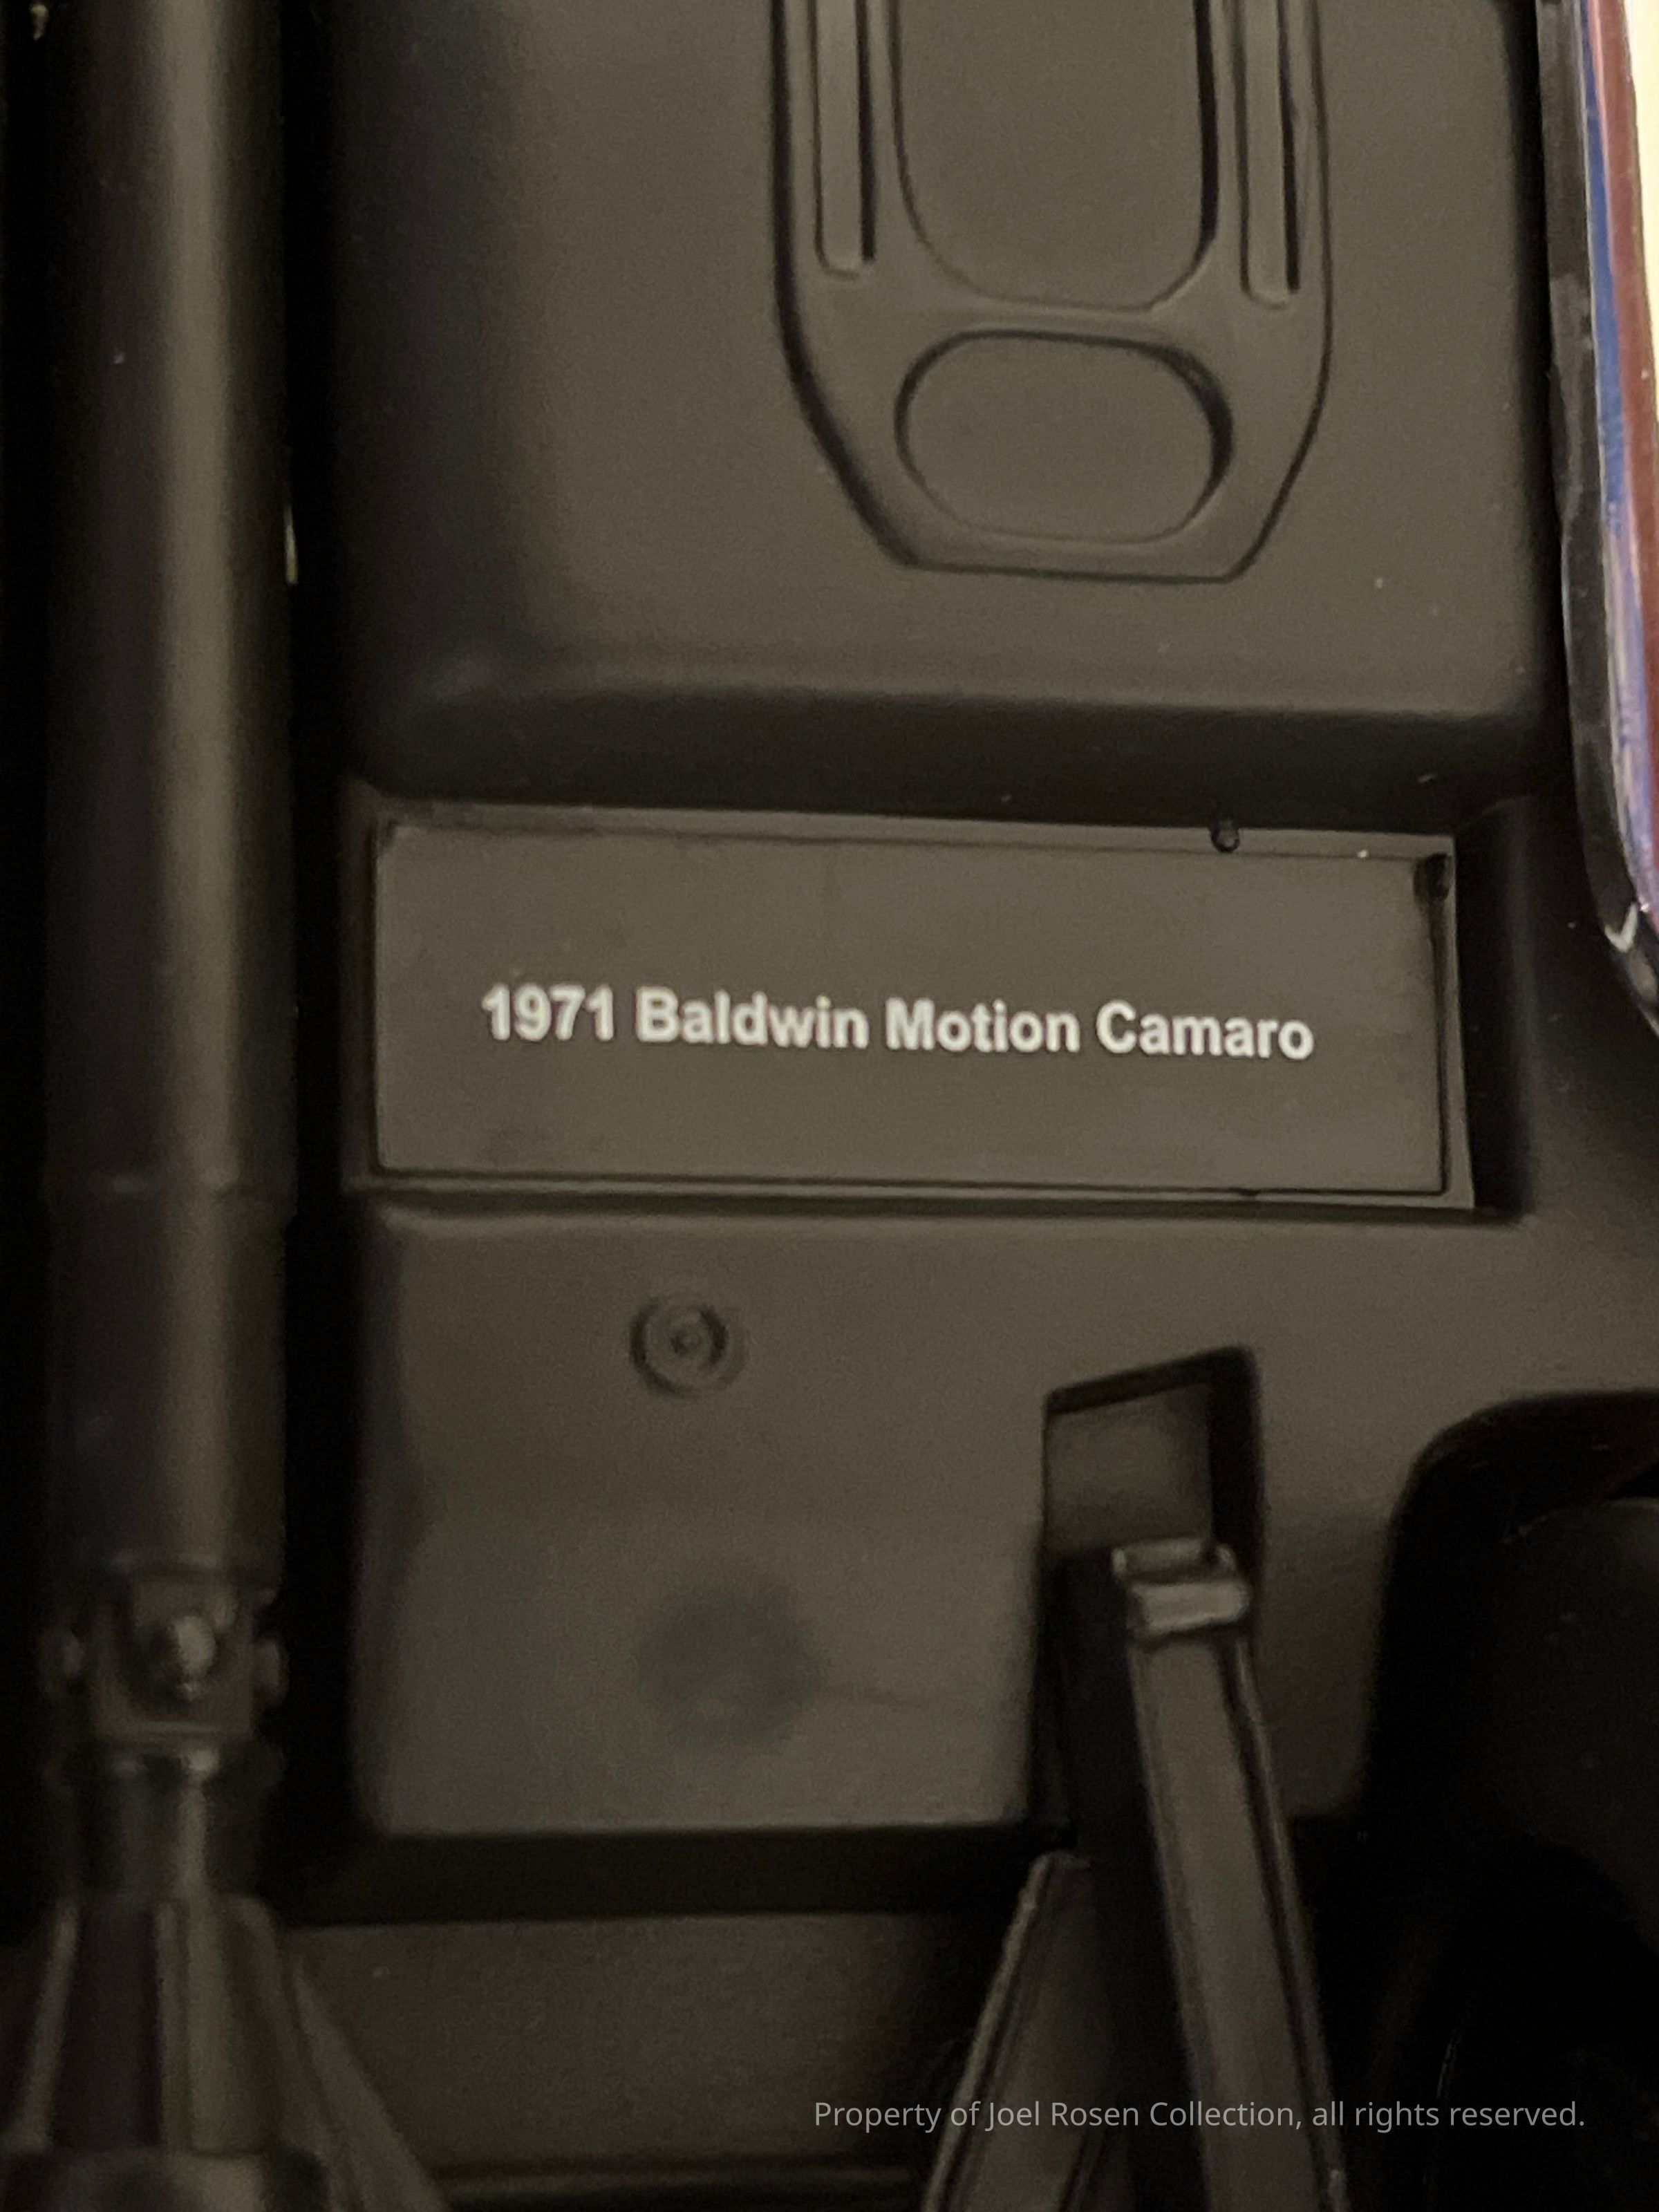 1971 Baldwin Motion Camaro
Property of Joel Rosen Collection, all rights reserved.